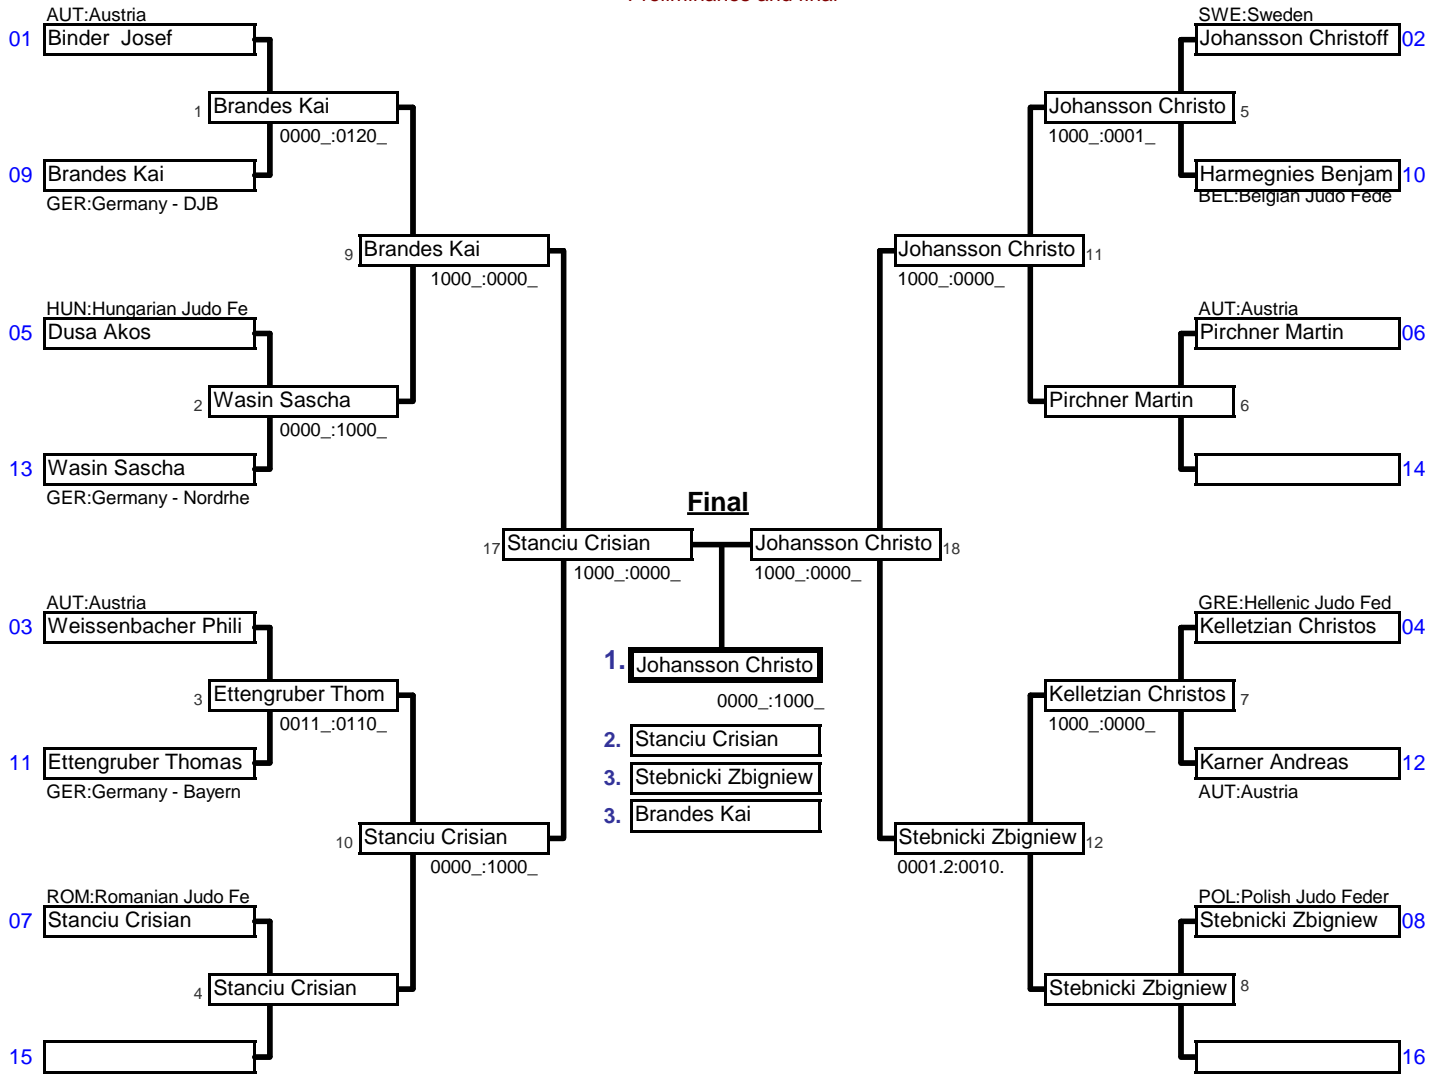 Preliminaries and final
AUT:Austria
01 Binder  Josef
1 Brandes Kai
0000_:0120_
09 Brandes Kai
GER:Germany - DJB
9 Brandes Kai
1000_:0000_
HUN:Hungarian Judo Fe
05 Dusa Akos
2 Wasin Sascha
0000_:1000_
13 Wasin Sascha
GER:Germany - Nordrhe
17 Stanciu Crisian
1000_:0000_
AUT:Austria
03 Weissenbacher Phili
3 Ettengruber Thom
0011_:0110_
11 Ettengruber Thomas
GER:Germany - Bayern
10 Stanciu Crisian
0000_:1000_
ROM:Romanian Judo Fe
07 Stanciu Crisian
4 Stanciu Crisian
15
Final
1. Johansson Christo
0000_:1000_
2. Stanciu Crisian
3. Stebnicki Zbigniew
3. Brandes Kai
SWE:Sweden
Johansson Christoff 02
Johansson Christo 5
1000_:0001_
Harmegnies Benjam 10
BEL:Belgian Judo Fede
Johansson Christo 11
1000_:0000_
AUT:Austria
Pirchner Martin 06
Pirchner Martin 6
14
Johansson Christo 18
1000_:0000_
GRE:Hellenic Judo Fed
Kelletzian Christos 04
Kelletzian Christos 7
1000_:0000_
Karner Andreas 12
AUT:Austria
Stebnicki Zbigniew 12
0001.2:0010.
POL:Polish Judo Feder
Stebnicki Zbigniew 08
Stebnicki Zbigniew 8
16